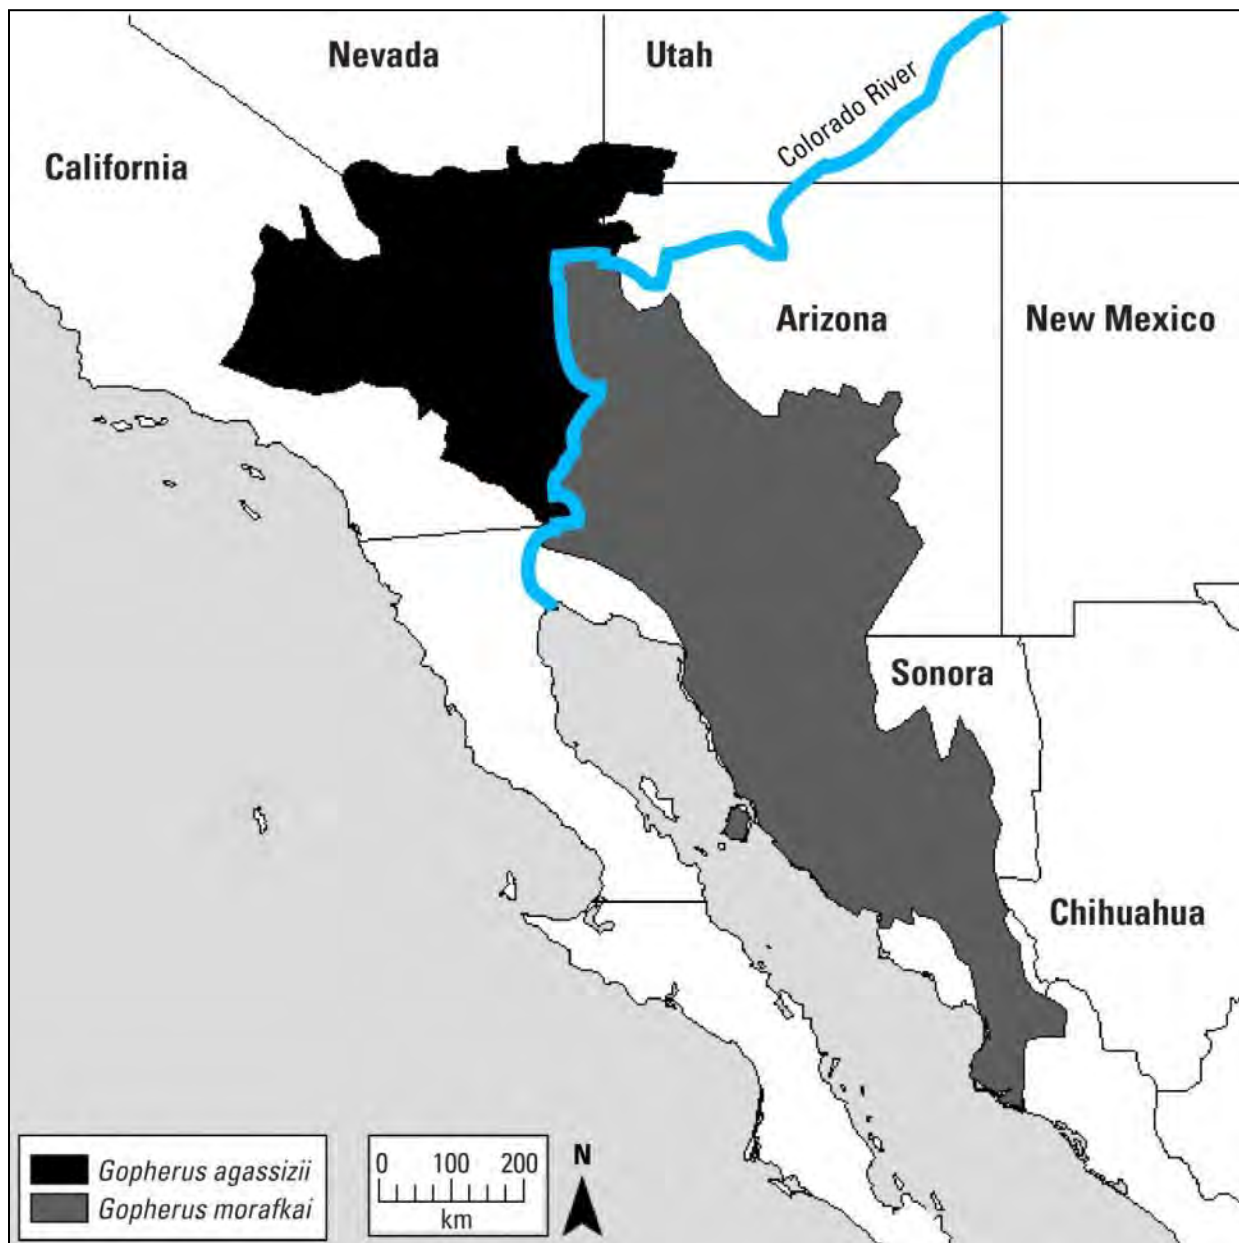 Nevada
Utah
Colorado River
California
Arizona
New Mexico
Sonora
Chihuahua
Gopherus agassizii
Gopherus morafkai
0 100 200
km
N